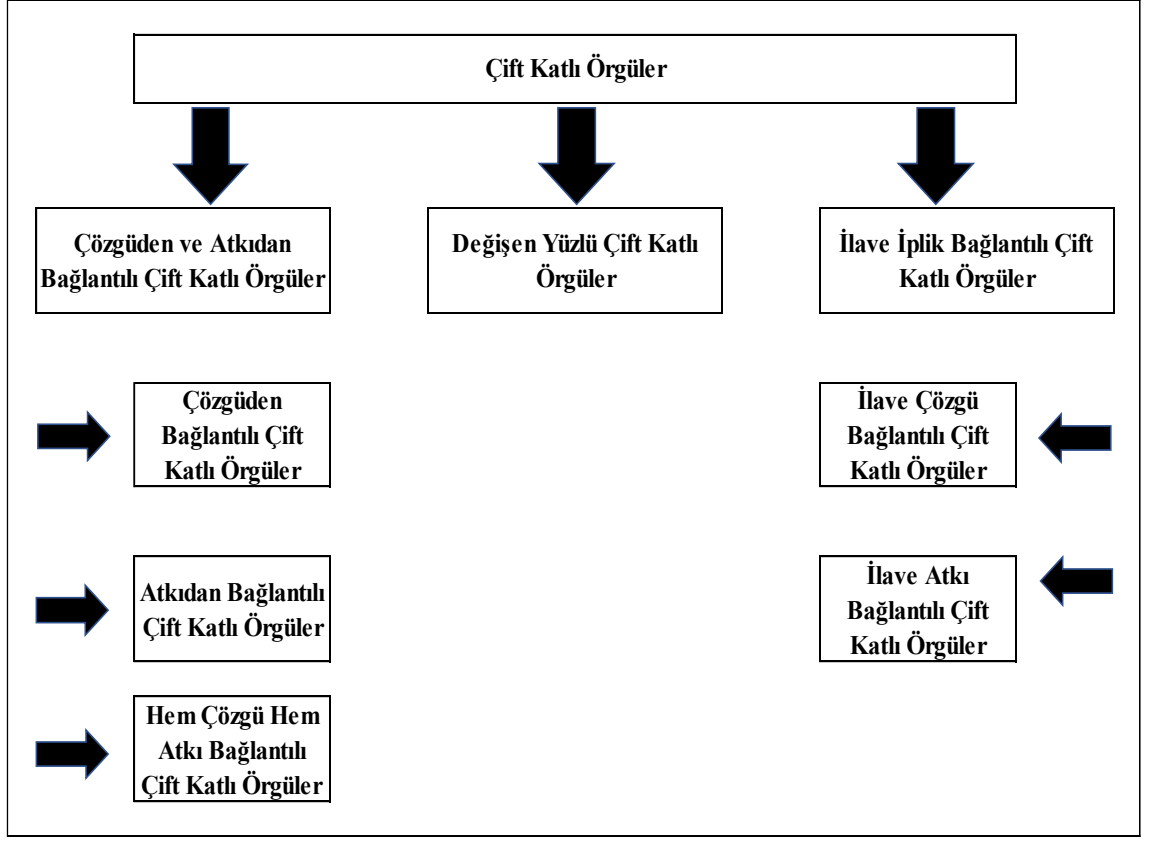 Çift Katlı Örgüler
Çözgüden ve Atkıdan
Bağlantılı Çift Katlı Örgüler
Değişen Yüzlü Çift Katlı
Örgüler
İlave İplik Bağlantılı Çift
Katlı Örgüler
Çözgüden
Bağlantılı Çift
Katlı Örgüler
İlave Çözgü
Bağlantılı Çift
Katlı Örgüler
Atkıdan Bağlantılı
Çift Katlı Örgüler
İlave Atkı
Bağlantılı Çift
Katlı Örgüler
Hem Çözgü Hem
Atkı Bağlantılı
Çift Katlı Örgüler